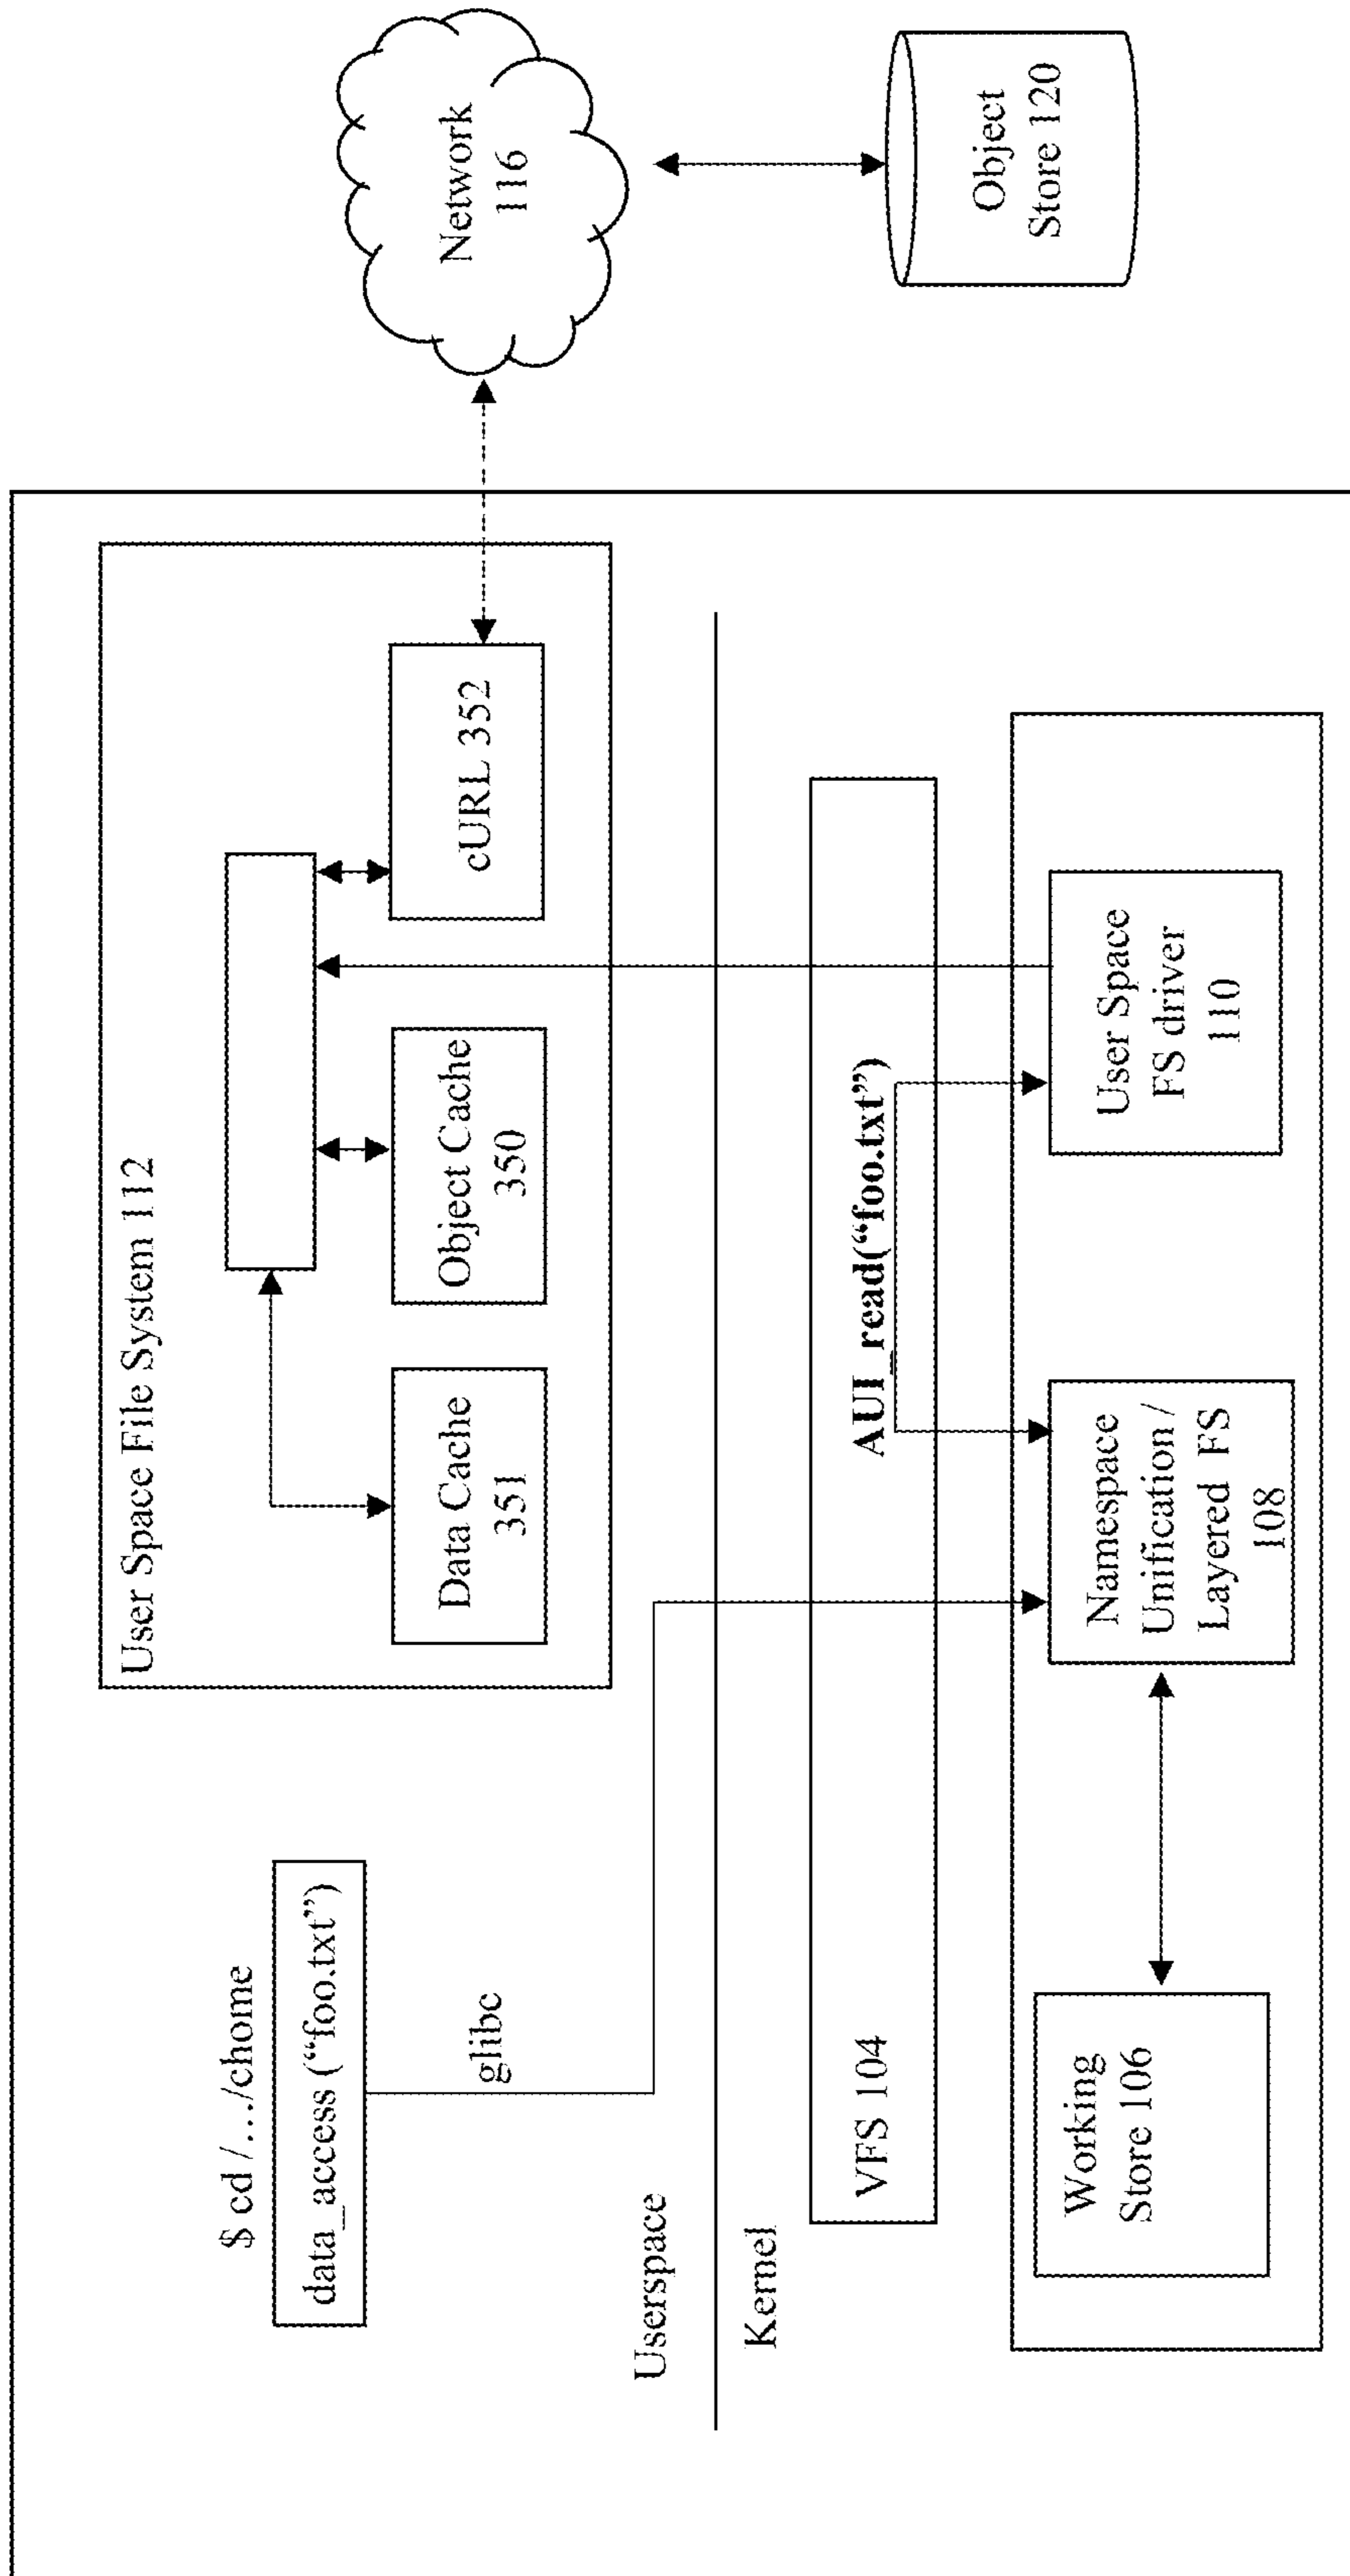 User Space File System 112
$ cd /…/chome
data_access (“foo.txt”)
glibc
Data Cache
351
Object Cache
350
cURL 352
Network
116
Object
Store 120
Userspace
Kernel
VFS 104
AUI_read(“foo.txt”)
Working
Store 106
Namespace
Unification /
Layered FS
108
User Space
FS driver
110